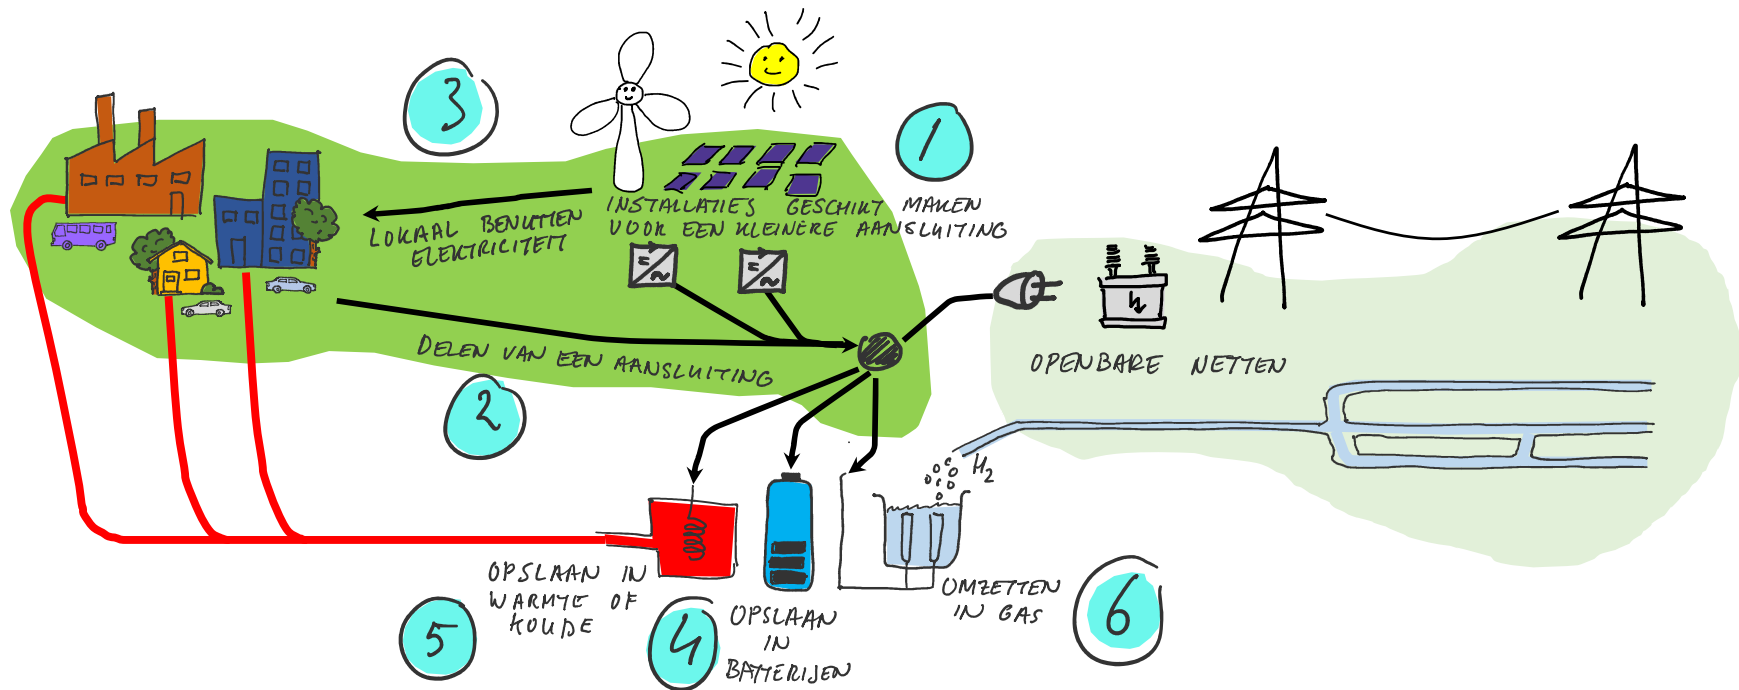 3
1
INSTALLATIES GESCHIKT MAKEN
VOOR EEN KLEINERE AANSLUITING
LOKAAL BENUTTEN
ELEKTRICITEIT
DELEN VAN EEN AANSLUITING
2
OPENBARE NETTEN
H2
OPSLAAN IN
WARMTE OF
KOUDE
5
4
OPSLAAN
IN
BATTERIJEN
OMZETTEN
IN GAS
6